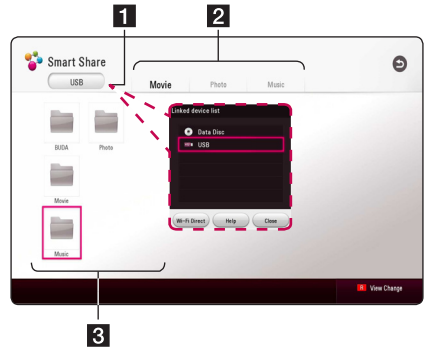 1
2
Smart Share
USB
Movie Photo Music
Linked device list
Data Disc
USB
BUDA Photo
Movie
Wi-Fi Direct Help Close
Music
R View Change
3